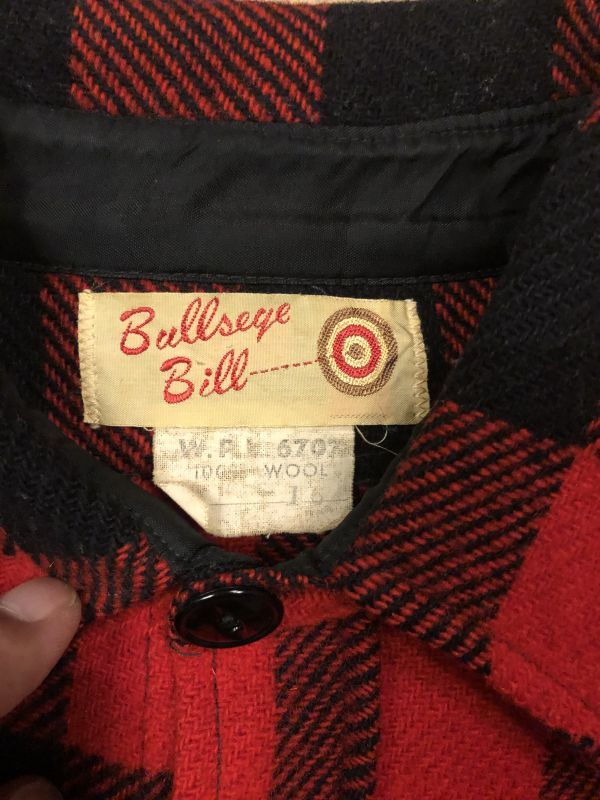 Bullseye
Bill
W.P.L. 6707
100% WOOL
16